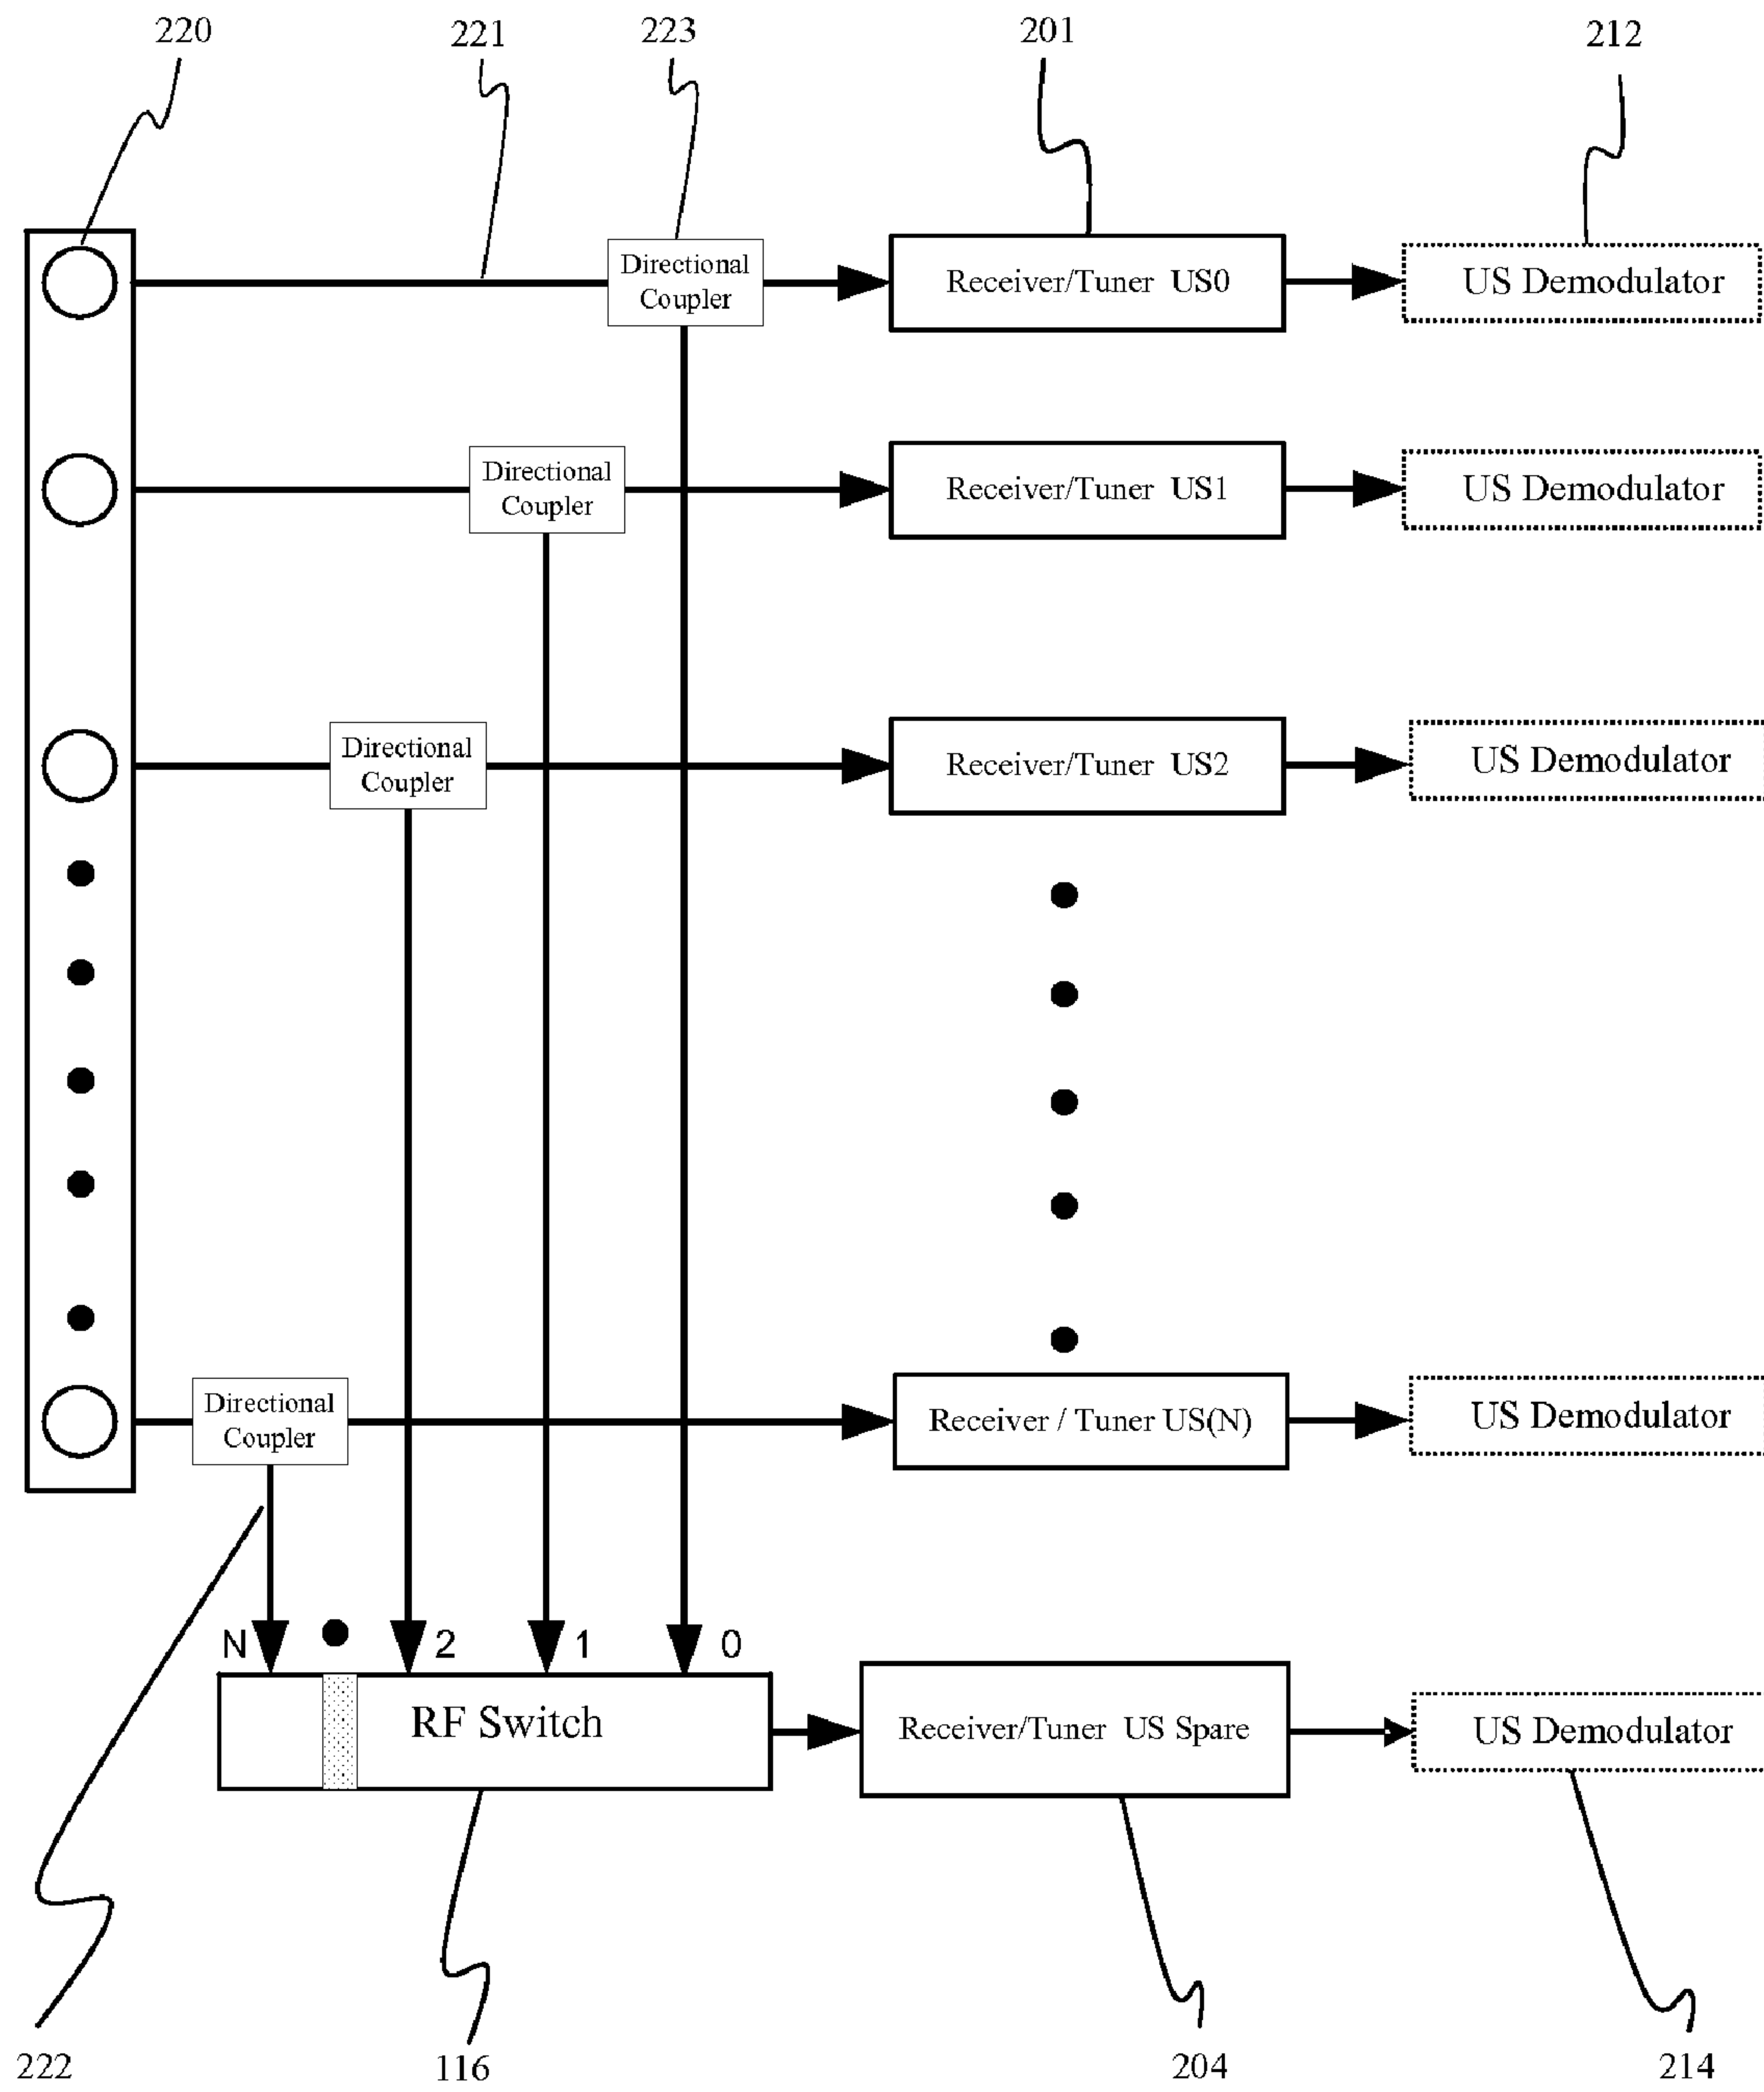 220
221
223
201
212
Directional
Coupler
Receiver/Tuner US0
US Demodulator
Directional
Coupler
Receiver/Tuner US1
US Demodulator
Directional
Coupler
Receiver/Tuner US2
US Demodulator
Directional
Coupler
Receiver / Tuner US(N)
US Demodulator
N
2
1
0
RF Switch
Receiver/Tuner US Spare
US Demodulator
222
116
204
214